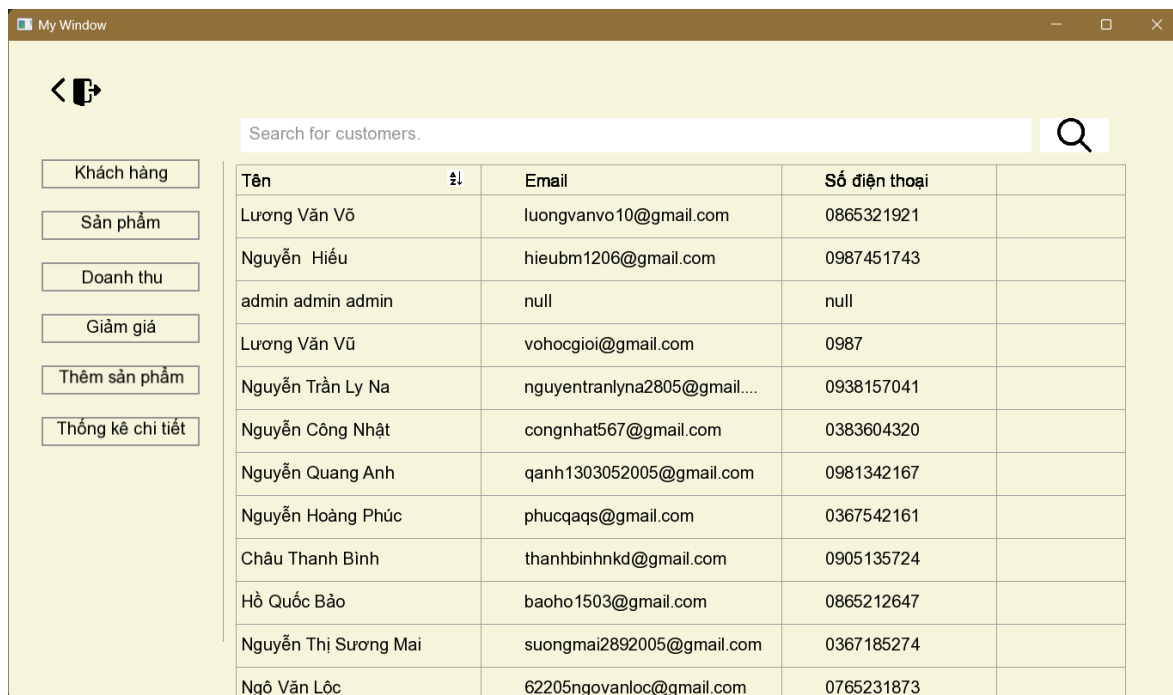 My Window
Search for customers.
Khách hàng
Sản phẩm
Doanh thu
Giảm giá
Thêm sản phẩm
Thống kê chi tiết
Tên Email Số điện thoại
Lương Văn Võ luongvanvo10@gmail.com 0865321921
Nguyễn  Hiếu hieubm1206@gmail.com 0987451743
admin admin admin null null
Lương Văn Vũ vohocgioi@gmail.com 0987
Nguyễn Trần Ly Na nguyentranlyna2805@gmail.... 0938157041
Nguyễn Công Nhật congnhat567@gmail.com 0383604320
Nguyễn Quang Anh qanh1303052005@gmail.com 0981342167
Nguyễn Hoàng Phúc phucqaqs@gmail.com 0367542161
Châu Thanh Bình thanhbinhnkd@gmail.com 0905135724
Hồ Quốc Bảo baoho1503@gmail.com 0865212647
Nguyễn Thị Sương Mai suongmai2892005@gmail.com 0367185274
Ngô Văn Lộc 62205ngovanloc@gmail.com 0765231873